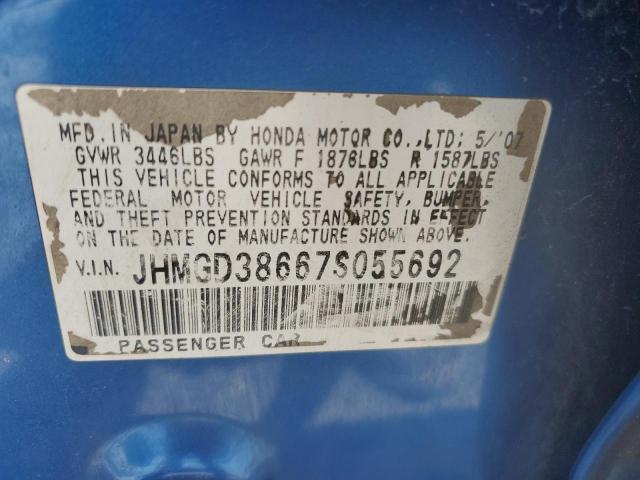 MFD. IN JAPAN BY HONDA MOTOR CO.,LTD: 5/'07
GVWR 3446LBS GAWR F 1876LBS R 1587LBS
THIS VEHICLE CONFORMS TO ALL APPLICABLE
FEDERAL MOTOR VEHICLE SAFETY, BUMPER,
AND THEFT PREVENTION STANDARDS IN EFFECT
ON THE DATE OF MANUFACTURE SHOWN ABOVE.
V.I.N. JHMGD38667S055692
PASSENGER CAR